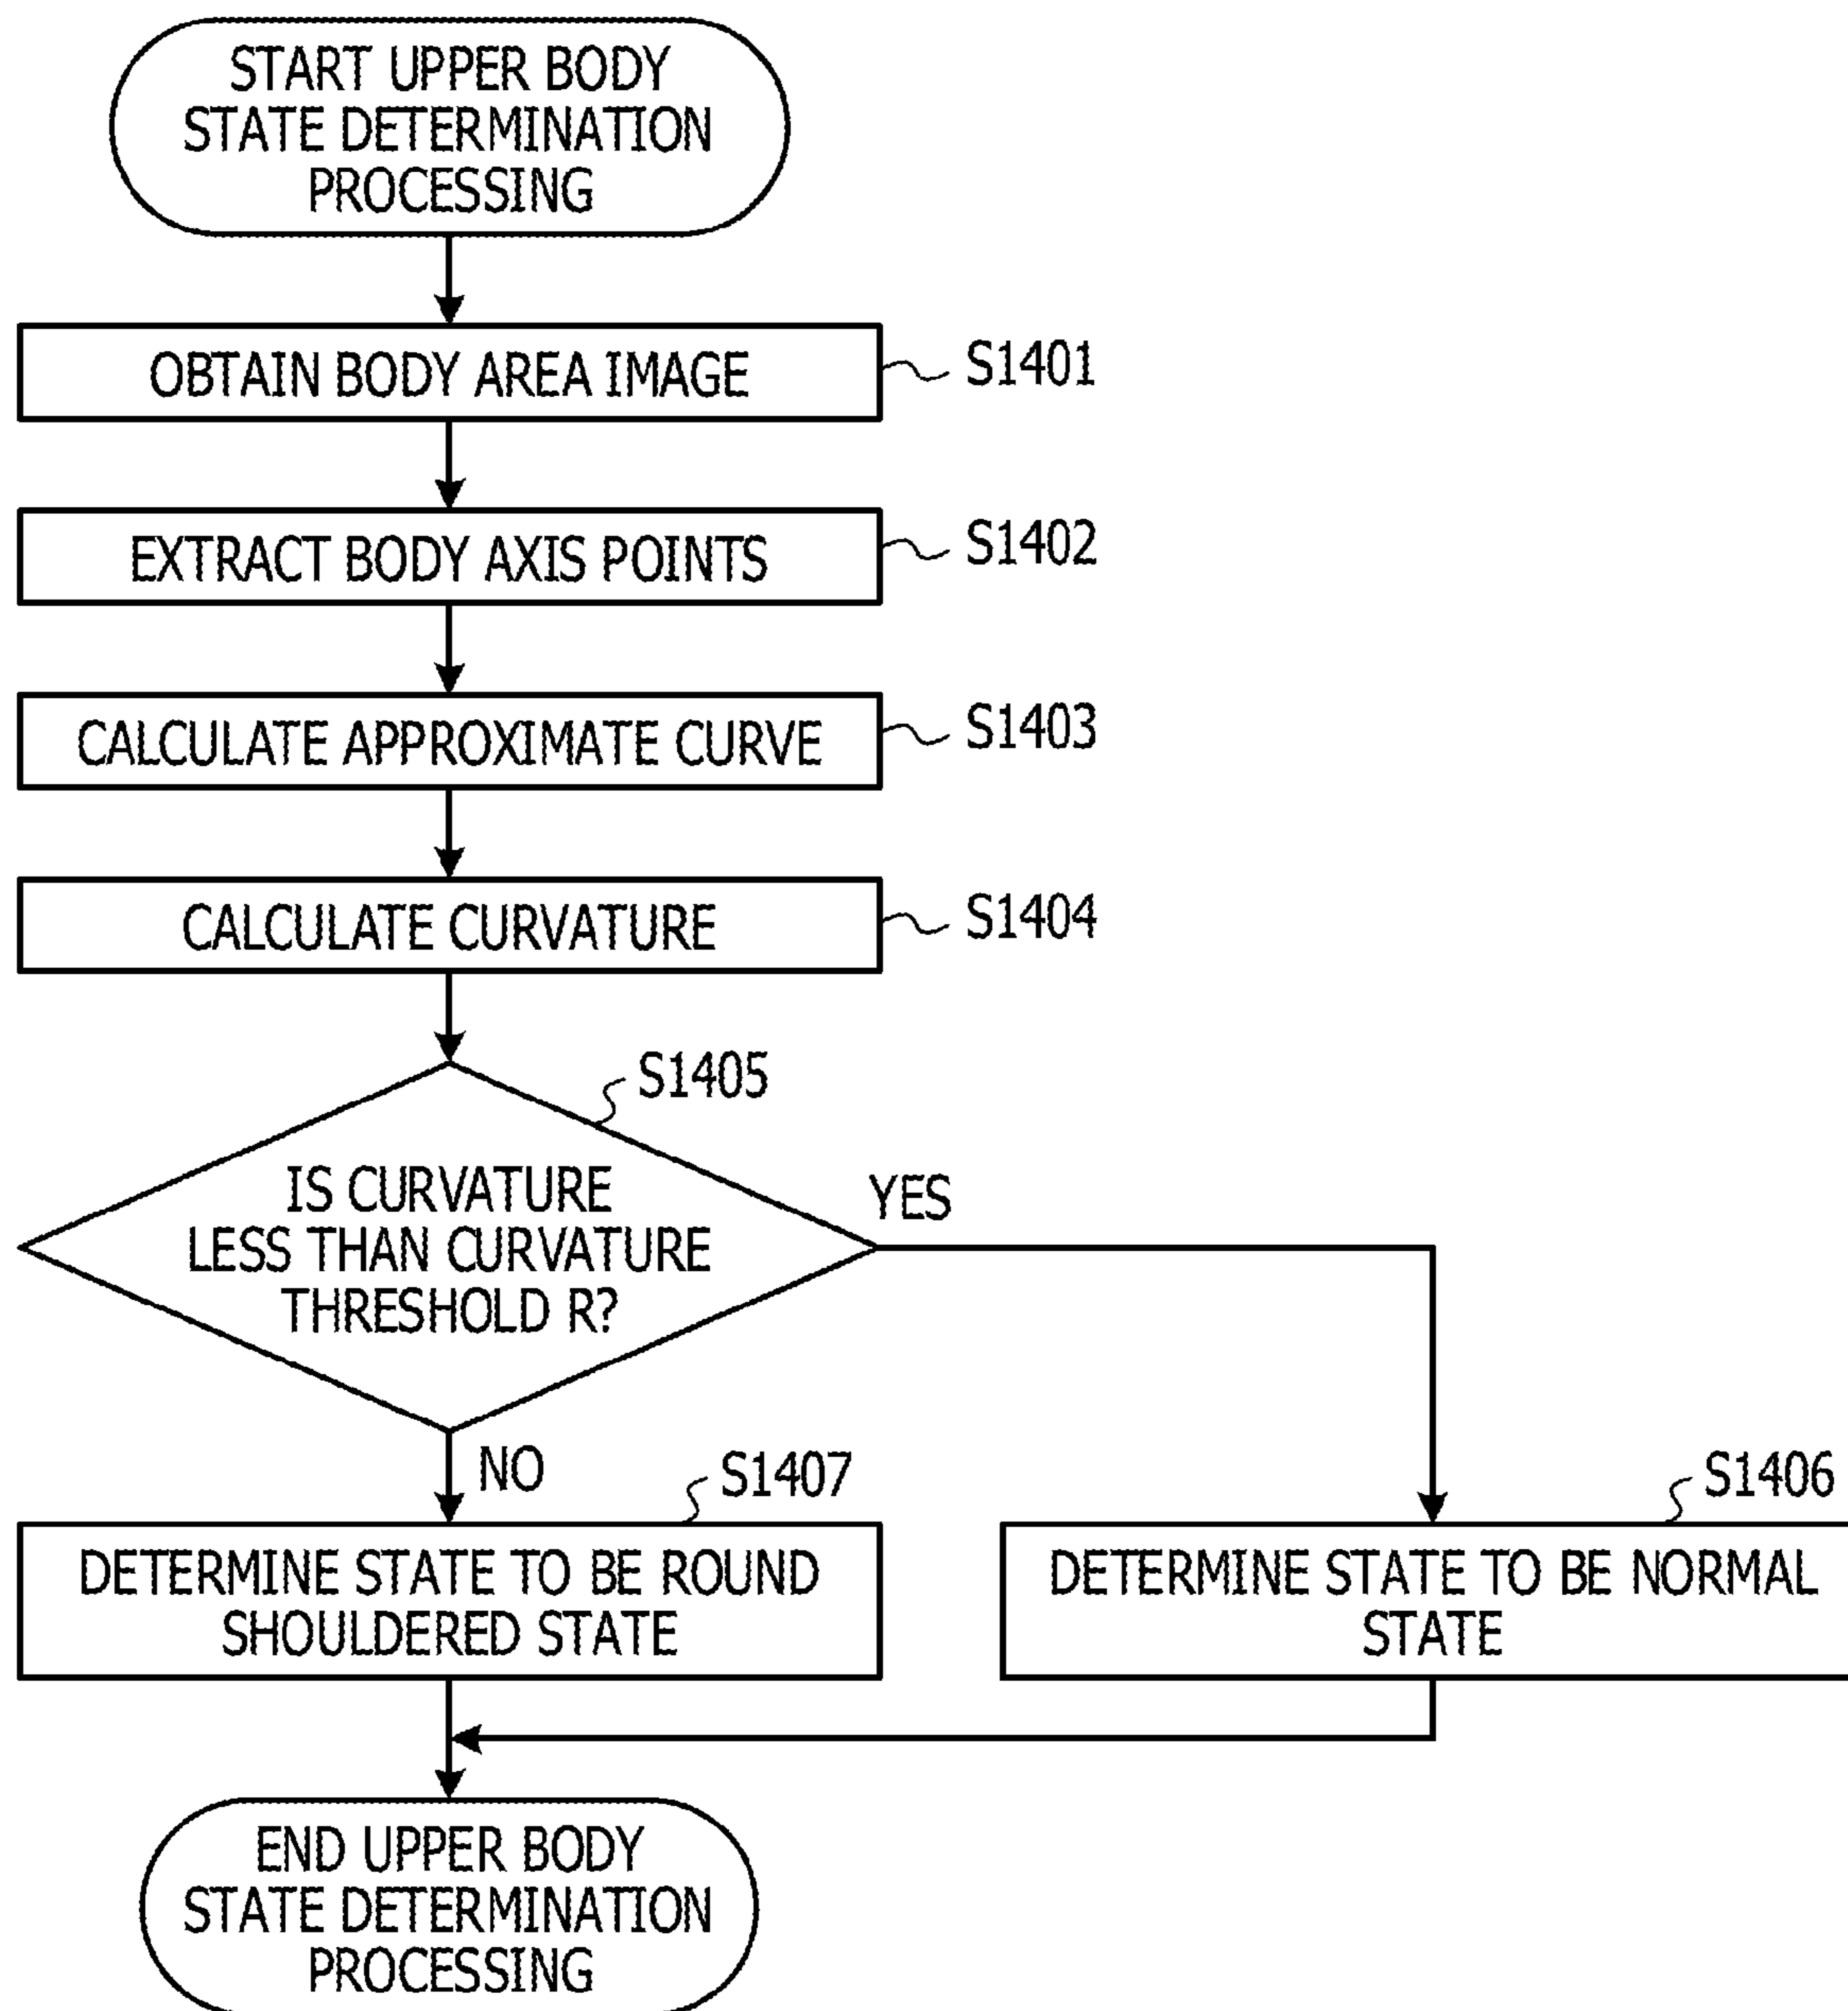 START UPPER BODY
STATE DETERMINATION
PROCESSING
OBTAIN BODY AREA IMAGE
S1401
EXTRACT BODY AXIS POINTS
S1402
CALCULATE APPROXIMATE CURVE
S1403
CALCULATE CURVATURE
S1404
S1405
IS CURVATURE
LESS THAN CURVATURE
THRESHOLD R?
YES
NO
S1407
DETERMINE STATE TO BE ROUND
SHOULDERED STATE
S1406
DETERMINE STATE TO BE NORMAL
STATE
END UPPER BODY
STATE DETERMINATION
PROCESSING